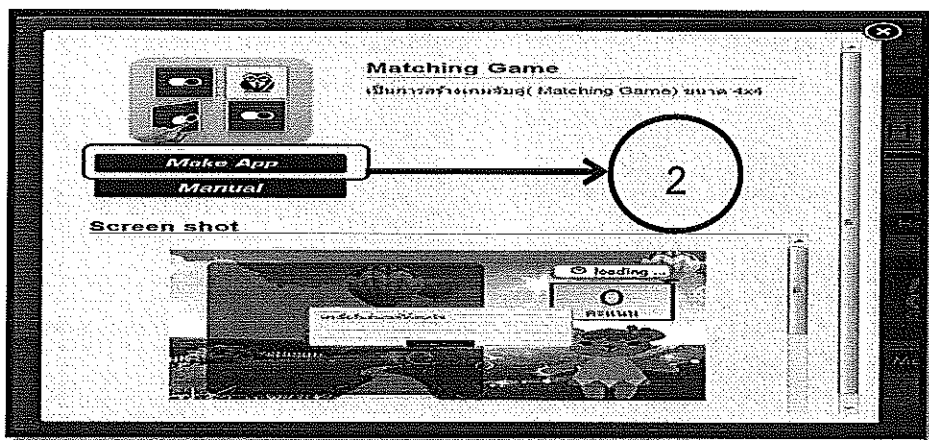 Matching Game
เป็นการสร้างเกมจับคู่( Matching Game) ขนาด 4x4
Make App
Manual
2
Screen shot
loading ...
0
คะแนน